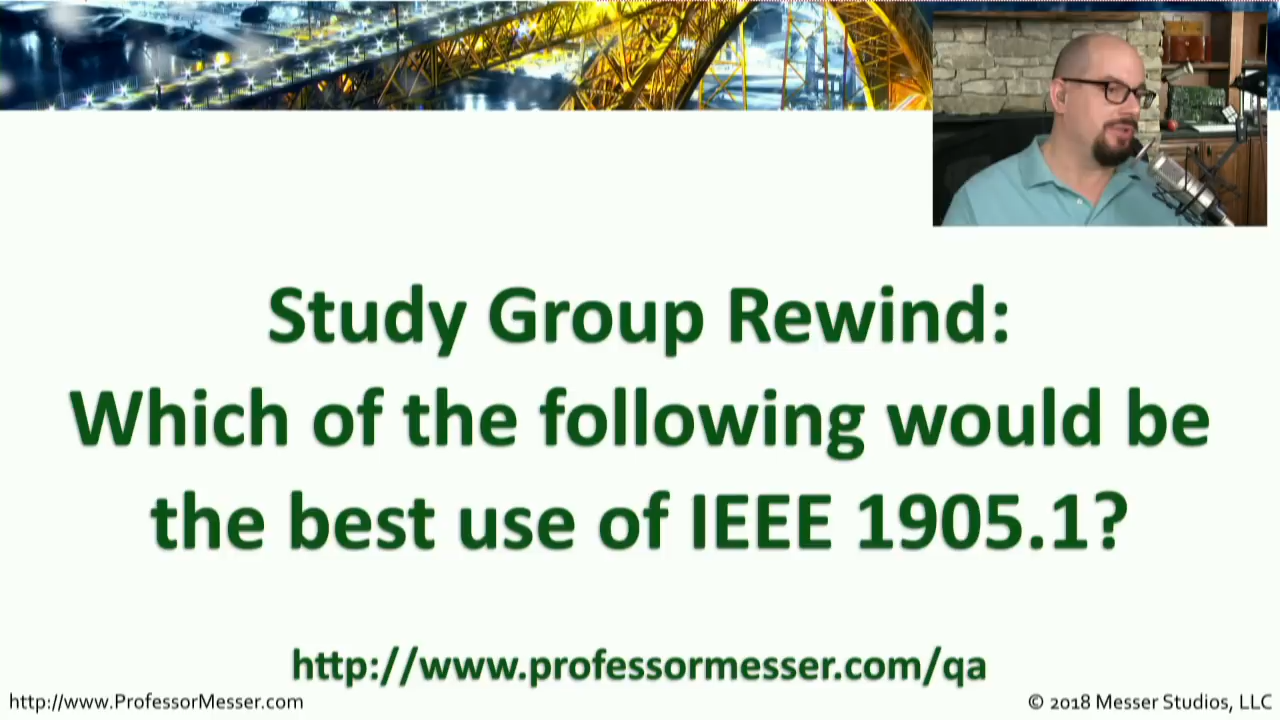 Study Group Rewind:
Which of the following would be
the best use of IEEE 1905.1?
http://www.professormesser.com/qa
http://www.ProfessorMesser.com
© 2018 Messer Studios, LLC